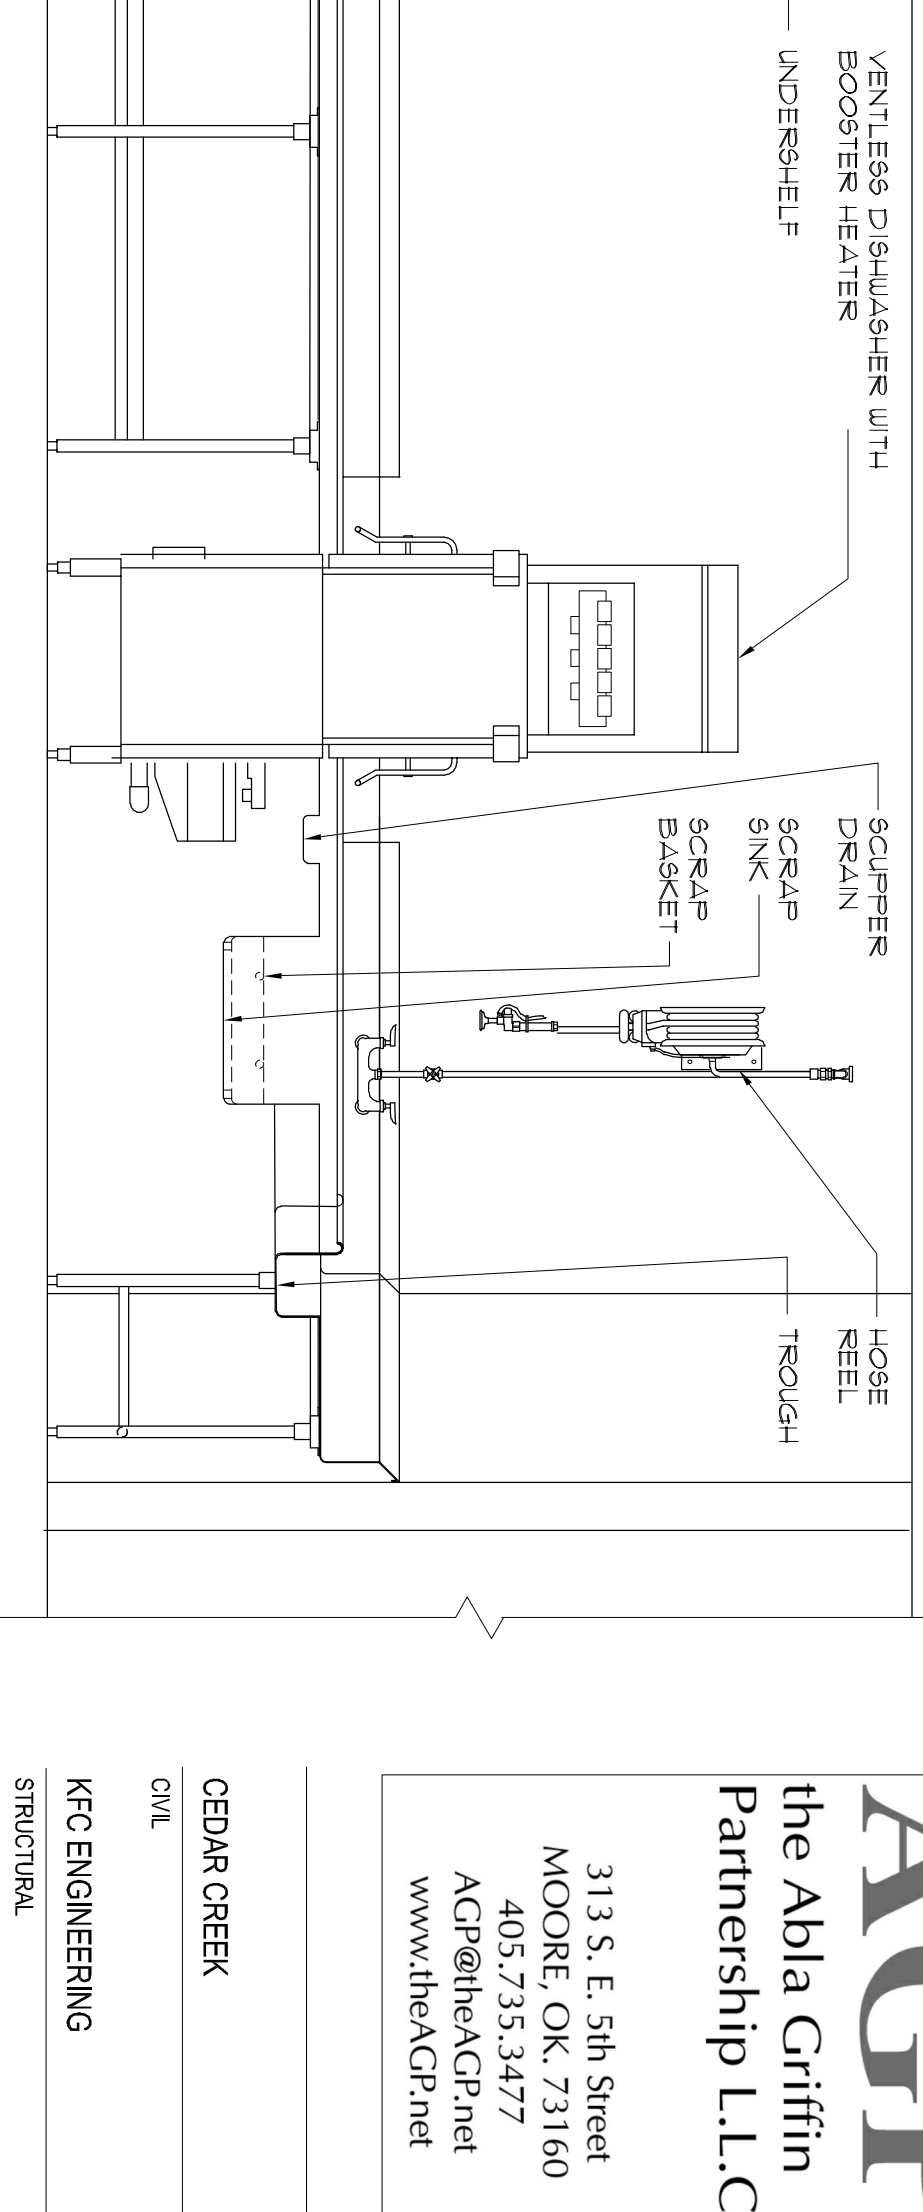 VENTLESS DISHWASHER WITH
BOOSTER HEATER
UNDERSHELF
SCUPPER
DRAIN
SCRAP
SINK
SCRAP
BASKET
HOSE
REEL
TROUGH
the Abla Griffin
Partnership L.L.C
313 S. E. 5th Street
MOORE, OK. 73160
405.735.3477
AGP@theAGP.net
www.theAGP.net
CEDAR CREEK
CIVIL
KFC ENGINEERING
STRUCTURAL